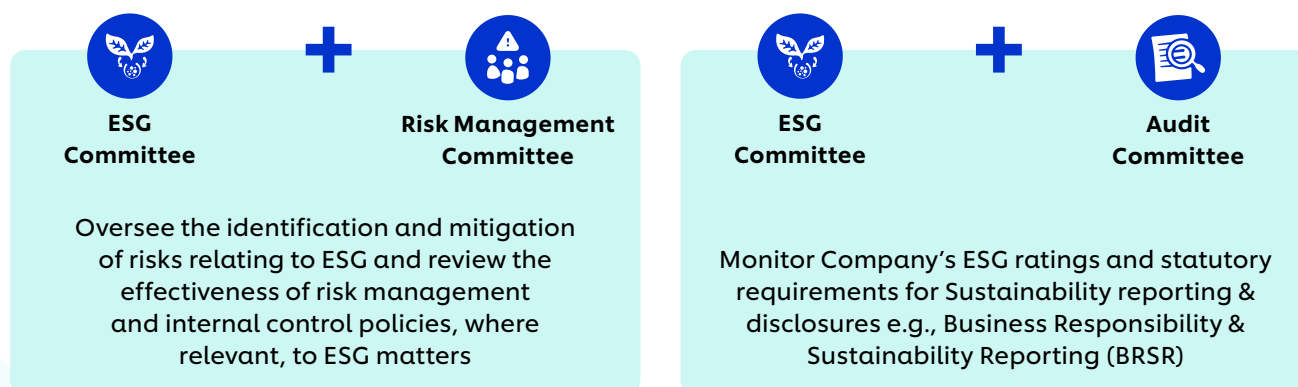 ESG
Committee
+
Risk Management
Committee
Oversee the identification and mitigation
of risks relating to ESG and review the
effectiveness of risk management
and internal control policies, where
relevant, to ESG matters
ESG
Committee
+
Audit
Committee
Monitor Company’s ESG ratings and statutory
requirements for Sustainability reporting &
disclosures e.g., Business Responsibility &
Sustainability Reporting (BRSR)